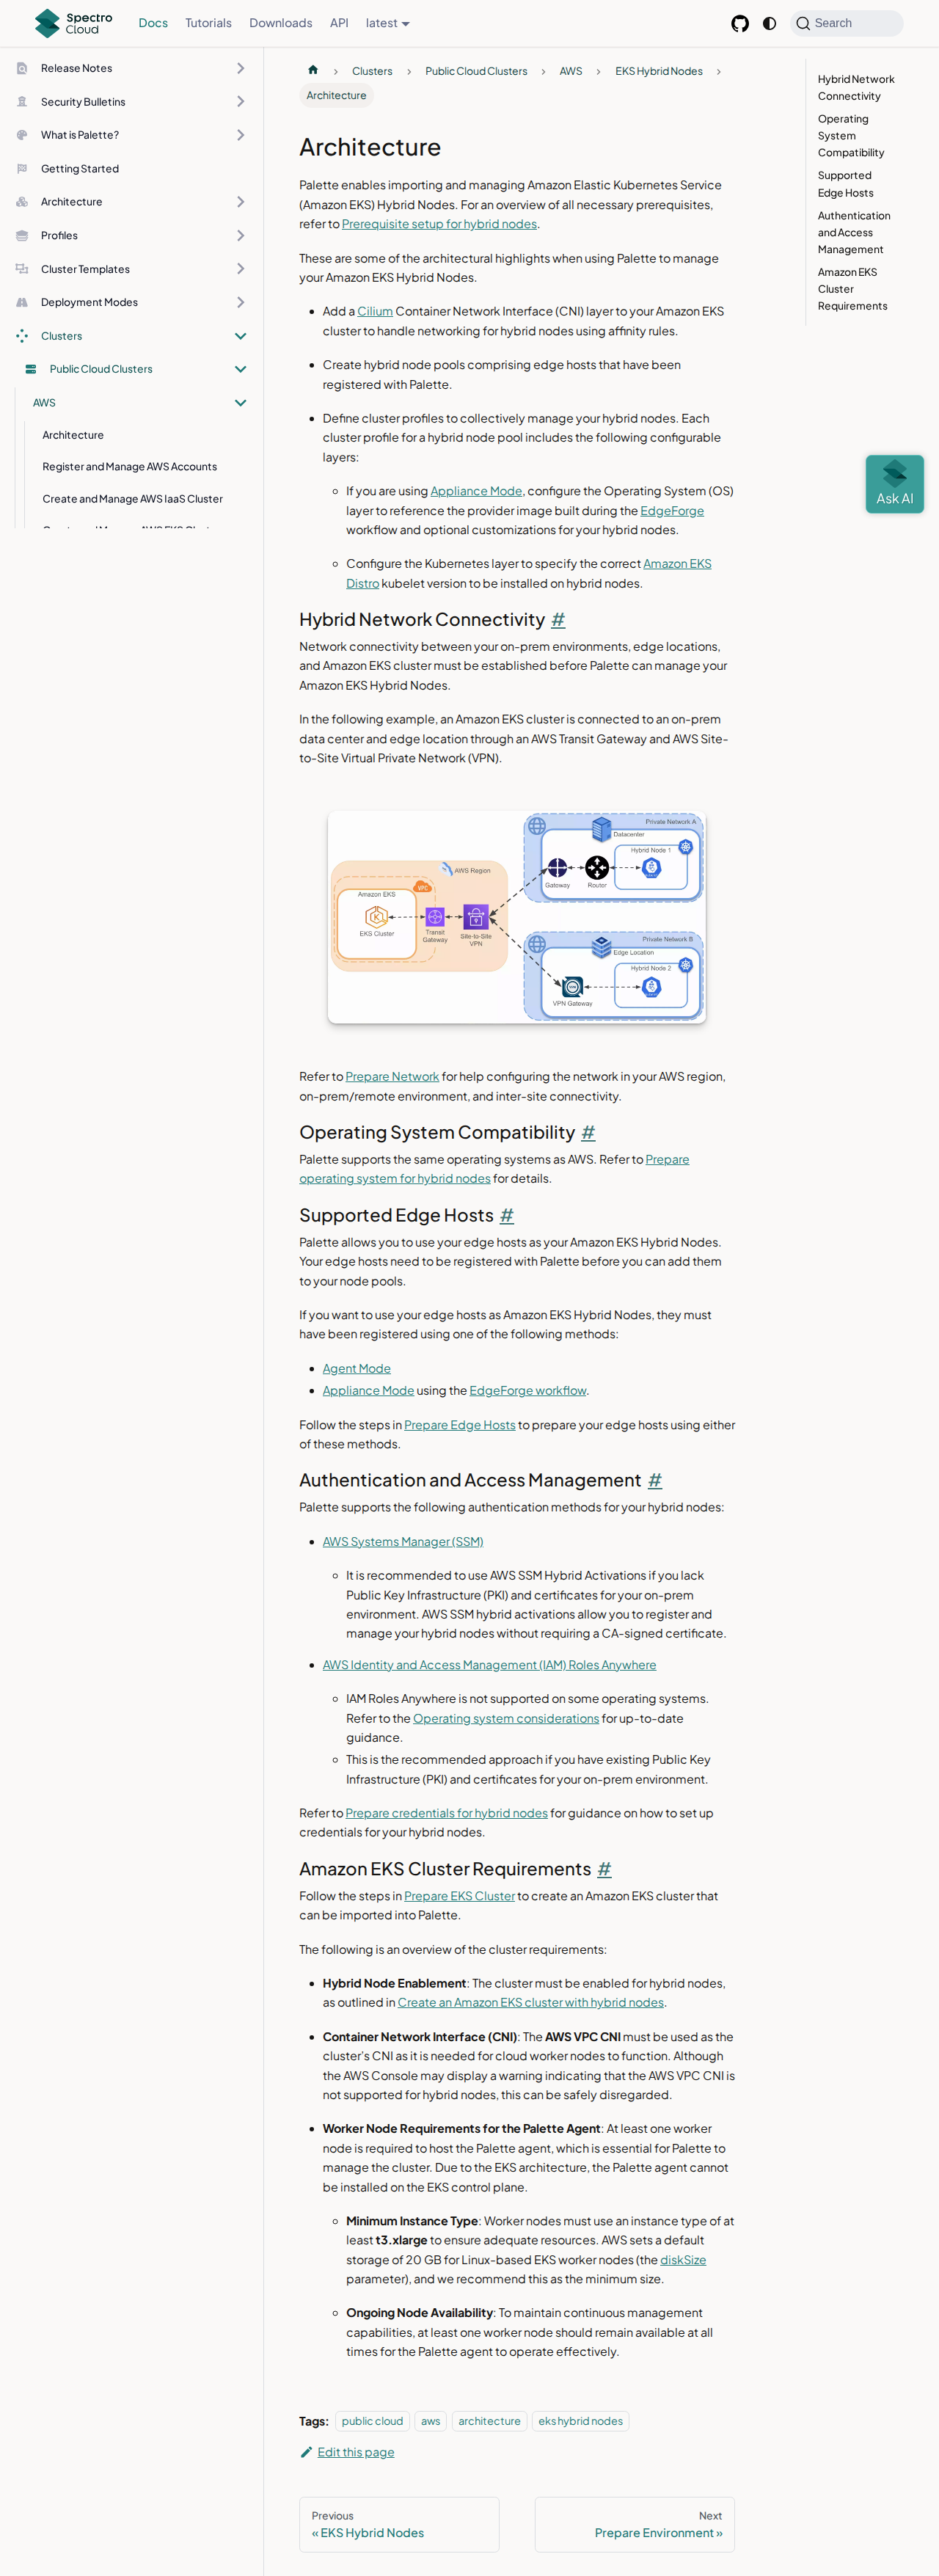 Spectro Cloud
Docs
Tutorials
Downloads
API
latest
Search
Release Notes
Security Bulletins
What is Palette?
Getting Started
Architecture
Profiles
Cluster Templates
Deployment Modes
Clusters
Public Cloud Clusters
AWS
Architecture
Register and Manage AWS Accounts
Create and Manage AWS IaaS Cluster
Clusters › Public Cloud Clusters › AWS › EKS Hybrid Nodes ›
Architecture
Architecture
Palette enables importing and managing Amazon Elastic Kubernetes Service
(Amazon EKS) Hybrid Nodes. For an overview of all necessary prerequisites,
refer to Prerequisite setup for hybrid nodes.
These are some of the architectural highlights when using Palette to manage
your Amazon EKS Hybrid Nodes.
• Add a Cilium Container Network Interface (CNI) layer to your Amazon EKS
cluster to handle networking for hybrid nodes using affinity rules.
• Create hybrid node pools comprising edge hosts that have been
registered with Palette.
• Define cluster profiles to collectively manage your hybrid nodes. Each
cluster profile for a hybrid node pool includes the following configurable
layers:
◦ If you are using Appliance Mode, configure the Operating System (OS)
layer to reference the provider image built during the EdgeForge
workflow and optional customizations for your hybrid nodes.
◦ Configure the Kubernetes layer to specify the correct Amazon EKS
Distro kubelet version to be installed on hybrid nodes.
Hybrid Network Connectivity #
Network connectivity between your on-prem environments, edge locations,
and Amazon EKS cluster must be established before Palette can manage your
Amazon EKS Hybrid Nodes.
In the following example, an Amazon EKS cluster is connected to an on-prem
data center and edge location through an AWS Transit Gateway and AWS Site-
to-Site Virtual Private Network (VPN).
AWS Region
VPC
Amazon EKS
EKS Cluster
Transit
Gateway
Site-to-Site
VPN
Private Network A
Datacenter
Hybrid Node 1
Gateway
Router
Private Network B
Edge Location
Hybrid Node 2
VPN Gateway
Refer to Prepare Network for help configuring the network in your AWS region,
on-prem/remote environment, and inter-site connectivity.
Operating System Compatibility #
Palette supports the same operating systems as AWS. Refer to Prepare
operating system for hybrid nodes for details.
Supported Edge Hosts #
Palette allows you to use your edge hosts as your Amazon EKS Hybrid Nodes.
Your edge hosts need to be registered with Palette before you can add them
to your node pools.
If you want to use your edge hosts as Amazon EKS Hybrid Nodes, they must
have been registered using one of the following methods:
• Agent Mode
• Appliance Mode using the EdgeForge workflow.
Follow the steps in Prepare Edge Hosts to prepare your edge hosts using either
of these methods.
Authentication and Access Management #
Palette supports the following authentication methods for your hybrid nodes:
• AWS Systems Manager (SSM)
◦ It is recommended to use AWS SSM Hybrid Activations if you lack
Public Key Infrastructure (PKI) and certificates for your on-prem
environment. AWS SSM hybrid activations allow you to register and
manage your hybrid nodes without requiring a CA-signed certificate.
• AWS Identity and Access Management (IAM) Roles Anywhere
◦ IAM Roles Anywhere is not supported on some operating systems.
Refer to the Operating system considerations for up-to-date
guidance.
◦ This is the recommended approach if you have existing Public Key
Infrastructure (PKI) and certificates for your on-prem environment.
Refer to Prepare credentials for hybrid nodes for guidance on how to set up
credentials for your hybrid nodes.
Amazon EKS Cluster Requirements #
Follow the steps in Prepare EKS Cluster to create an Amazon EKS cluster that
can be imported into Palette.
The following is an overview of the cluster requirements:
• Hybrid Node Enablement: The cluster must be enabled for hybrid nodes,
as outlined in Create an Amazon EKS cluster with hybrid nodes.
• Container Network Interface (CNI): The AWS VPC CNI must be used as the
cluster's CNI as it is needed for cloud worker nodes to function. Although
the AWS Console may display a warning indicating that the AWS VPC CNI is
not supported for hybrid nodes, this can be safely disregarded.
• Worker Node Requirements for the Palette Agent: At least one worker
node is required to host the Palette agent, which is essential for Palette to
manage the cluster. Due to the EKS architecture, the Palette agent cannot
be installed on the EKS control plane.
◦ Minimum Instance Type: Worker nodes must use an instance type of at
least t3.xlarge to ensure adequate resources. AWS sets a default
storage of 20 GB for Linux-based EKS worker nodes (the diskSize
parameter), and we recommend this as the minimum size.
◦ Ongoing Node Availability: To maintain continuous management
capabilities, at least one worker node should remain available at all
times for the Palette agent to operate effectively.
Tags: public cloud aws architecture eks hybrid nodes
Edit this page
Previous
« EKS Hybrid Nodes
Next
Prepare Environment »
Hybrid Network
Connectivity
Operating
System
Compatibility
Supported
Edge Hosts
Authentication
and Access
Management
Amazon EKS
Cluster
Requirements
Ask AI